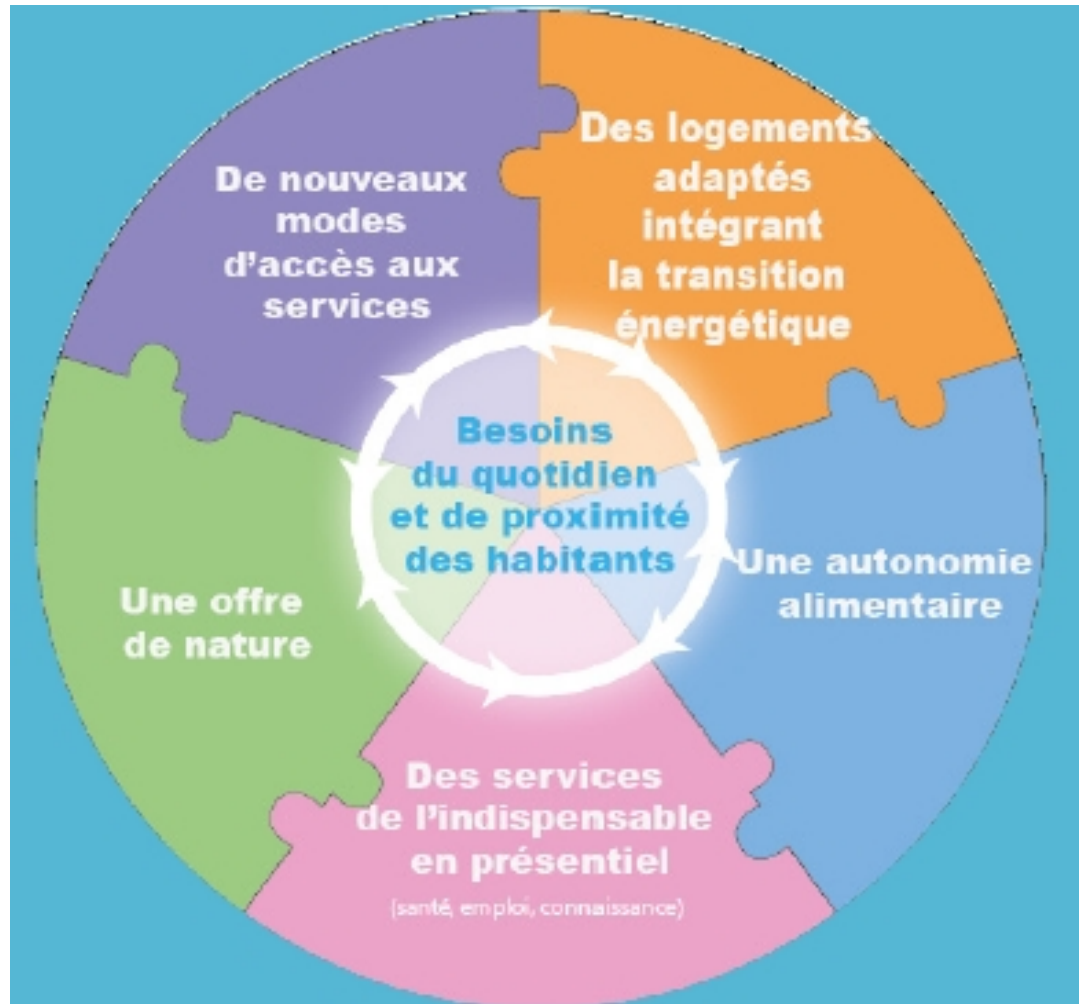 De nouveaux
modes
d'accès aux
services
Des logements
adaptés
intégrant
la transition
énergétique
Besoins
du quotidien
et de proximité
des habitants
Une offre
de nature
Une autonomie
alimentaire
Des services
de l'indispensable
en présentiel
(santé, emploi, connaissance)